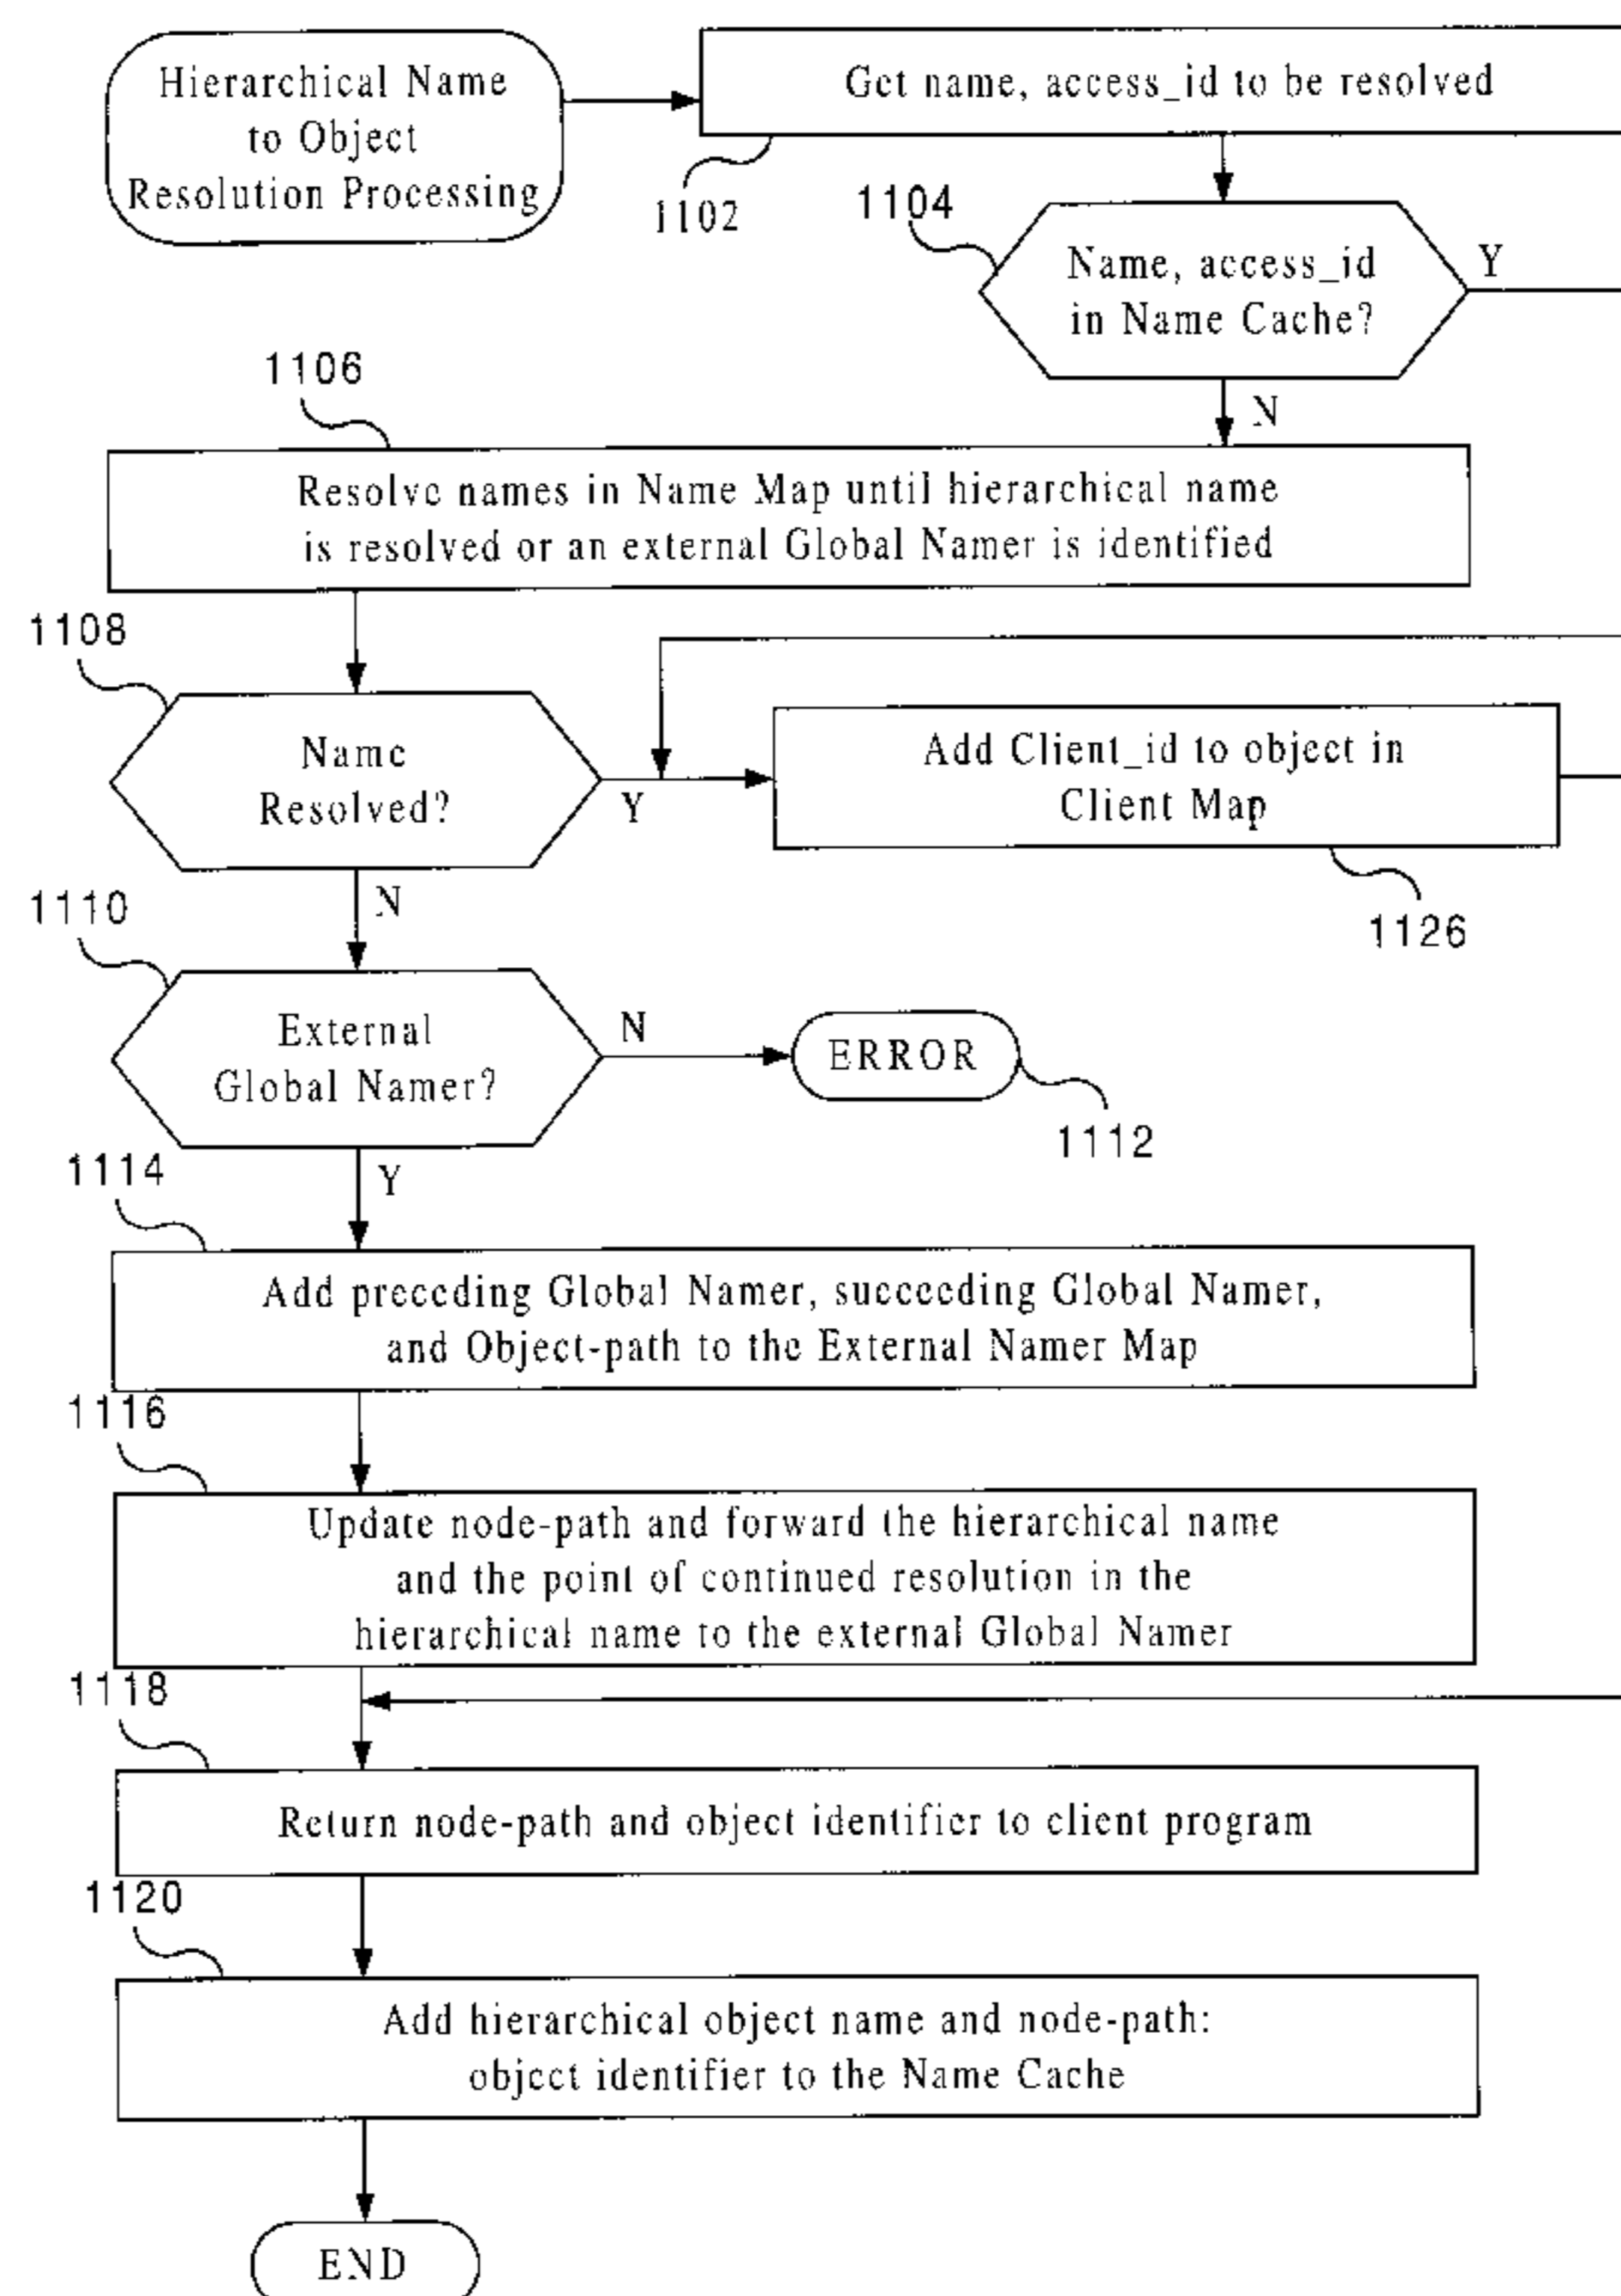 Hierarchical Name
to Object
Resolution Processing
Get name, access_id to be resolved
1102
1104
Name, access_id
in Name Cache?
Y
N
1106
Resolve names in Name Map until hierarchical name
is resolved or an external Global Namer is identified
1108
Name
Resolved?
Y
Add Client_id to object in
Client Map
1126
N
1110
External
Global Namer?
N
ERROR
1112
Y
1114
Add preceding Global Namer, succeeding Global Namer,
and Object-path to the External Namer Map
1116
Update node-path and forward the hierarchical name
and the point of continued resolution in the
hierarchical name to the external Global Namer
1118
Return node-path and object identifier to client program
1120
Add hierarchical object name and node-path:
object identifier to the Name Cache
END